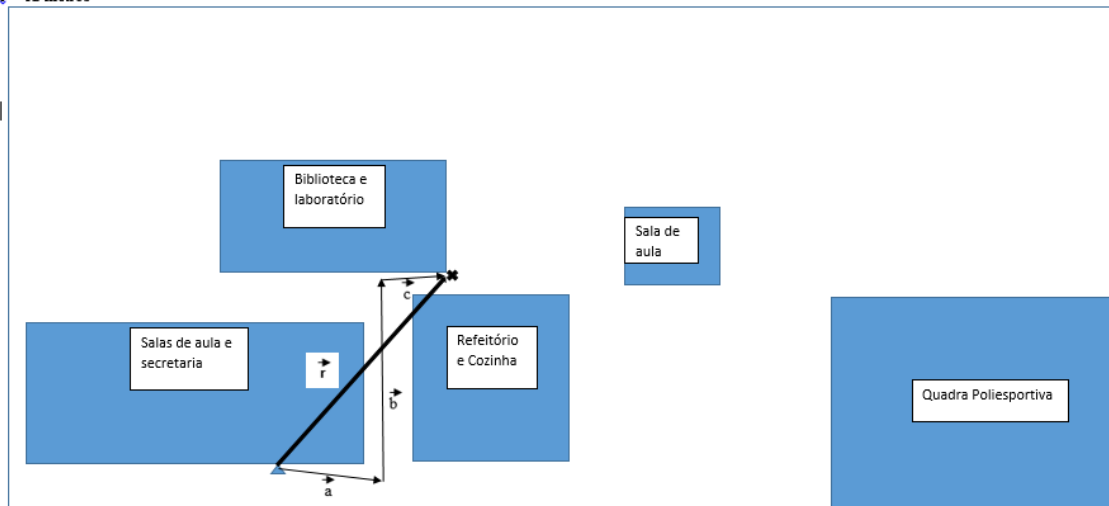 Biblioteca e
laboratório
Sala de
aula
c
Salas de aula e
secretaria
Refeitório
e Cozinha
r
Quadra Poliesportiva
b
a